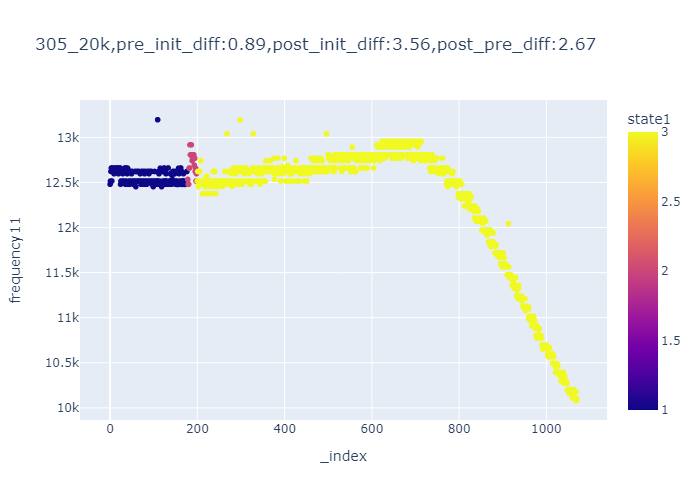 305_20k,pre_init_diff:0.89,post_init_diff:3.56,post_pre_diff:2.67
state1
13k
12.5k
12k
11.5k
11k
10.5k
10k
frequency11
0
200
400
600
800
1000
_index
3
2.5
2
1.5
1